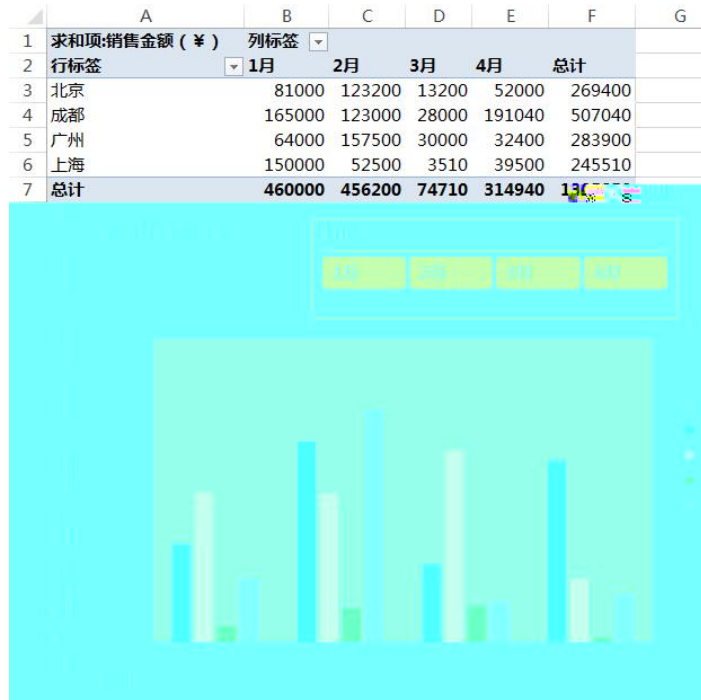 A B C D E F G
1 求和项:销售金额(¥) 列标签
2 行标签 1月 2月 3月 4月 总计
3 北京 81000 123200 13200 52000 269400
4 成都 165000 123000 28000 191040 507040
5 广州 64000 157500 30000 32400 283900
6 上海 150000 52500 3510 39500 245510
7 总计 460000 456200 74710 314940